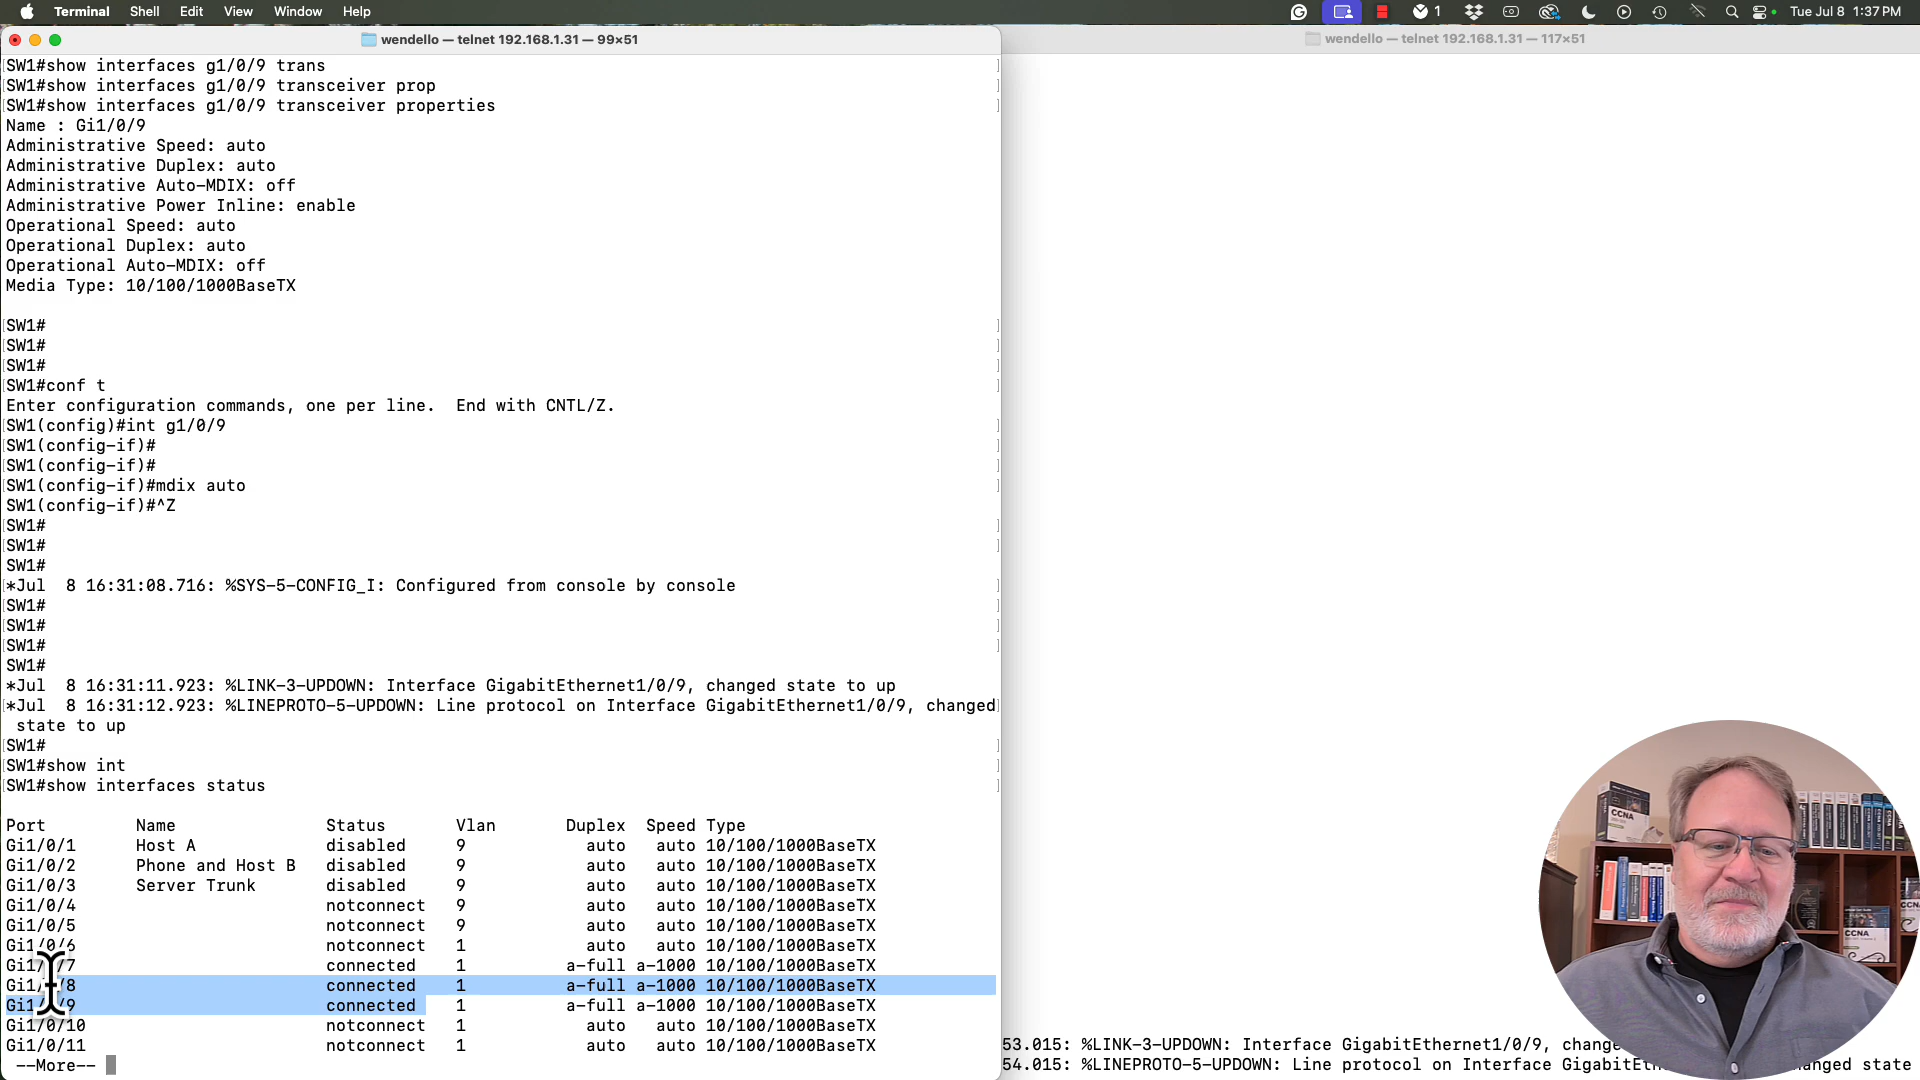 Terminal Shell Edit View Window Help 1 Tue Jul 8 1:37 PM
wendello — telnet 192.168.1.31 — 99×51
wendello — telnet 192.168.1.31 — 117×51
SW1#show interfaces g1/0/9 trans
SW1#show interfaces g1/0/9 transceiver prop
SW1#show interfaces g1/0/9 transceiver properties
Name : Gi1/0/9
Administrative Speed: auto
Administrative Duplex: auto
Administrative Auto-MDIX: off
Administrative Power Inline: enable
Operational Speed: auto
Operational Duplex: auto
Operational Auto-MDIX: off
Media Type: 10/100/1000BaseTX
SW1#
SW1#
SW1#
SW1#conf t
Enter configuration commands, one per line.  End with CNTL/Z.
SW1(config)#int g1/0/9
SW1(config-if)#
SW1(config-if)#
SW1(config-if)#mdix auto
SW1(config-if)#^Z
SW1#
SW1#
SW1#
*Jul  8 16:31:08.716: %SYS-5-CONFIG_I: Configured from console by console
SW1#
SW1#
SW1#
SW1#
*Jul  8 16:31:11.923: %LINK-3-UPDOWN: Interface GigabitEthernet1/0/9, changed state to up
*Jul  8 16:31:12.923: %LINEPROTO-5-UPDOWN: Line protocol on Interface GigabitEthernet1/0/9, changed
state to up
SW1#
SW1#show int
SW1#show interfaces status
Port Name Status Vlan Duplex Speed Type
Gi1/0/1 Host A disabled 9 auto auto 10/100/1000BaseTX
Gi1/0/2 Phone and Host B disabled 9 auto auto 10/100/1000BaseTX
Gi1/0/3 Server Trunk disabled 9 auto auto 10/100/1000BaseTX
Gi1/0/4 notconnect 9 auto auto 10/100/1000BaseTX
Gi1/0/5 notconnect 9 auto auto 10/100/1000BaseTX
Gi1/0/6 notconnect 1 auto auto 10/100/1000BaseTX
Gi1/0/7 connected 1 a-full a-1000 10/100/1000BaseTX
Gi1/0/8 connected 1 a-full a-1000 10/100/1000BaseTX
Gi1/0/9 connected 1 a-full a-1000 10/100/1000BaseTX
Gi1/0/10 notconnect 1 auto auto 10/100/1000BaseTX
Gi1/0/11 notconnect 1 auto auto 10/100/1000BaseTX
--More--
53.015: %LINK-3-UPDOWN: Interface GigabitEthernet1/0/9,
54.015: %LINEPROTO-5-UPDOWN: Line protocol on Interface state
CCNA
CCNA